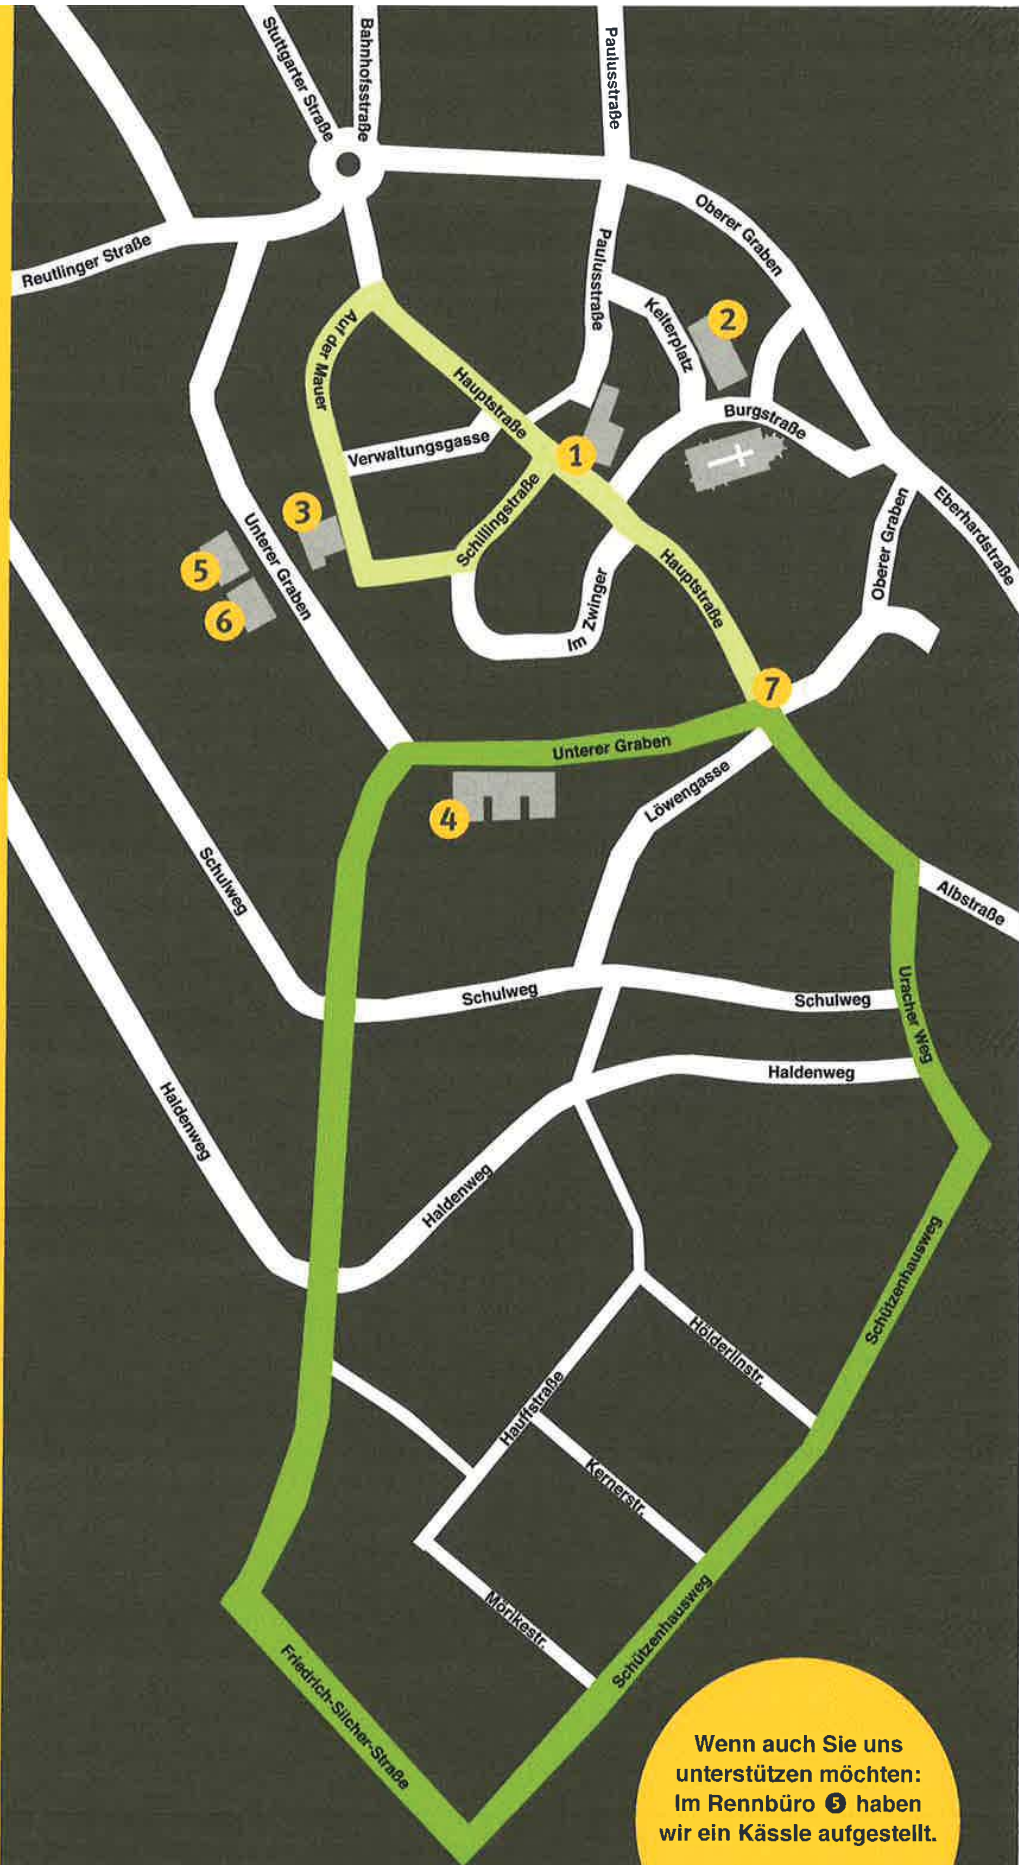 Stuttgarter Straße
Bahnhofsstraße
Paulusstraße
Oberer Graben
Reutlinger Straße
Paulusstraße
Kelterplatz
2
Auf der Mauer
Hauptstraße
Burgstraße
Verwaltungsgasse
1
Schillingstraße
3
Unterer Graben
Oberer Graben
Eberhardstraße
5
6
Im Zwinger
Hauptstraße
7
Unterer Graben
4
Löwengasse
Schulweg
Albstraße
Schulweg
Schulweg
Uracher Weg
Haldenweg
Haldenweg
Haldenweg
Schützenhausweg
Hölderlinstr.
Hauffstraße
Kernerstr.
Mörikestr.
Schützenhausweg
Friedrich-Silcher-Straße
Wenn auch Sie uns
unterstützen möchten:
Im Rennbüro 5 haben
wir ein Kässle aufgestellt.